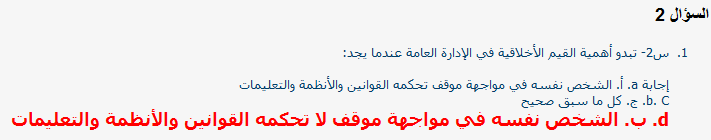 السؤال 2
1. س2- تبدو أهمية القيم الأخلاقية في الإدارة العامة عندما يجد:
إجابة a. أ. الشخص نفسه في مواجهة موقف تحكمه القوانين والأنظمة والتعليمات
b. C. ج. كل ما سبق صحيح
d. ب. الشخص نفسه في مواجهة موقف لا تحكمه القوانين والأنظمة والتعليمات